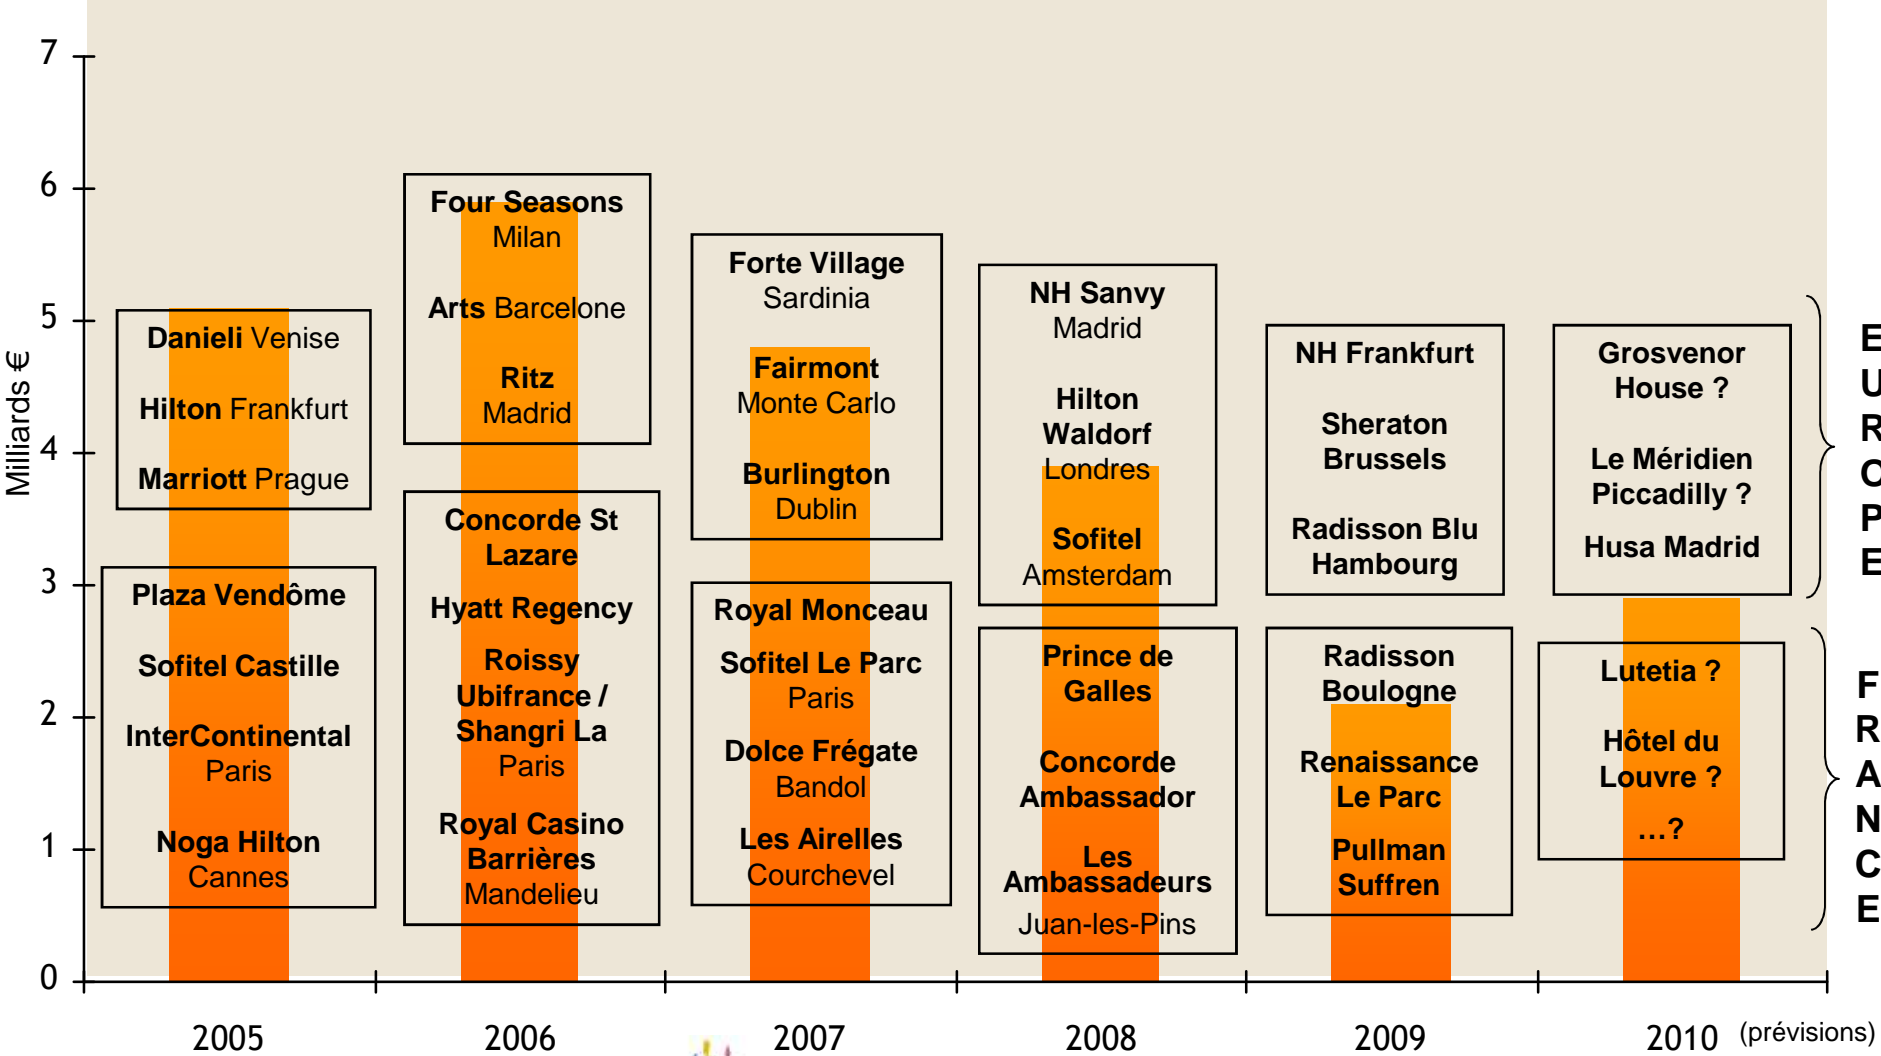 Milliards €
7
6
5
4
3
2
1
0
Danieli Venise
Hilton Frankfurt
Marriott Prague
Plaza Vendôme
Sofitel Castille
InterContinental
Paris
Noga Hilton
Cannes
Four Seasons
Milan
Arts Barcelone
Ritz
Madrid
Concorde St
Lazare
Hyatt Regency
Roissy
Ubifrance /
Shangri La
Paris
Royal Casino
Barrières
Mandelieu
Forte Village
Sardinia
Fairmont
Monte Carlo
Burlington
Dublin
Royal Monceau
Sofitel Le Parc
Paris
Dolce Frégate
Bandol
Les Airelles
Courchevel
NH Sanvy
Madrid
Hilton
Waldorf
Londres
Sofitel
Amsterdam
Prince de
Galles
Concorde
Ambassador
Les
Ambassadeurs
Juan-les-Pins
NH Frankfurt
Sheraton
Brussels
Radisson Blu
Hambourg
Radisson
Boulogne
Renaissance
Le Parc
Pullman
Suffren
Grosvenor
House ?
Le Méridien
Piccadilly ?
Husa Madrid
Lutetia ?
Hôtel du
Louvre ?
...?
EUROPE
FRANCE
2005
2006
2007
2008
2009
2010 (prévisions)